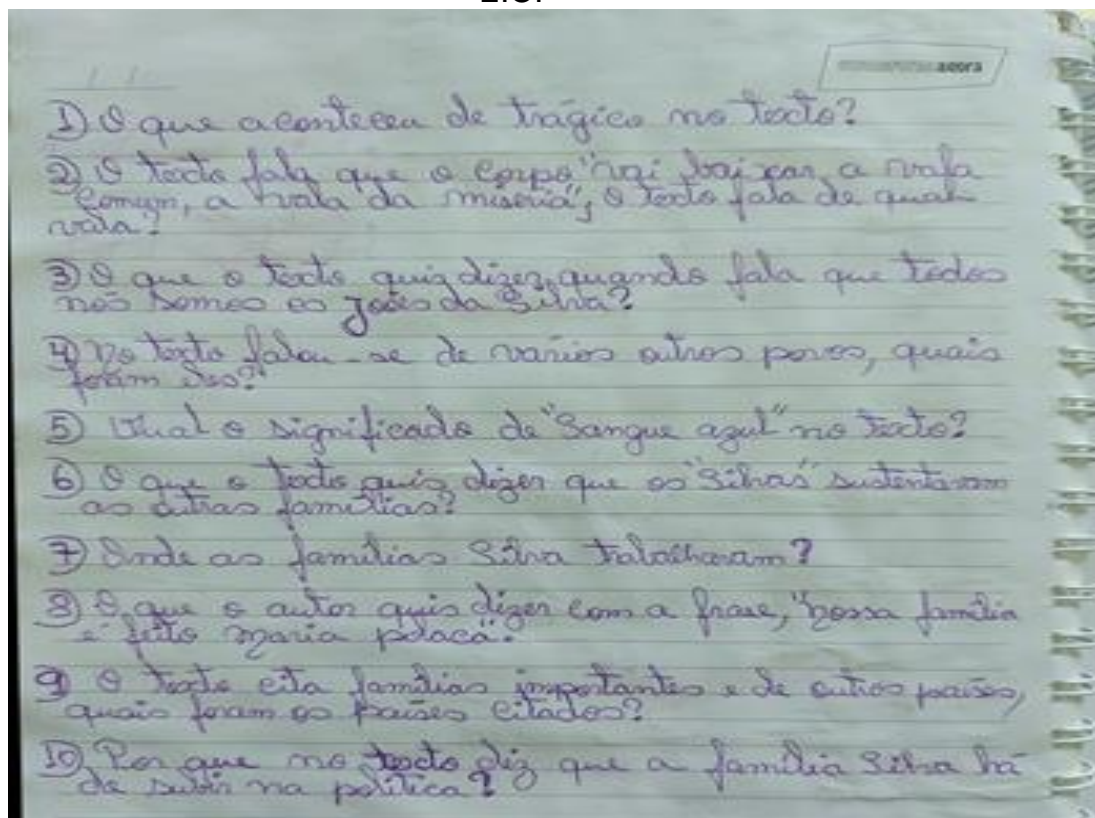 agora
1) O que aconteceu de trágico no texto?
2) O texto fala que o corpo "vai baixar a vala
comum, a vala da miséria", o texto fala de qual
vala?
3) O que o texto quiz dizer, quando fala que todos
nós somos os Joões da Silva?
4) No texto falou-se de vários outros povos, quais
foram eles?
5) Qual o significado de "Sangue azul" no texto?
6) O que o texto quis dizer que os "Silvas" sustentavam
as outras famílias?
7) Onde as famílias Silva trabalhavam?
8) O que o autor quis dizer com a frase, "nossa família
é feito maria polaca".
9) O texto cita famílias importantes e de outros países,
quais foram os países citados?
10) Por que no texto diz que a família Silva há
de subir na política?